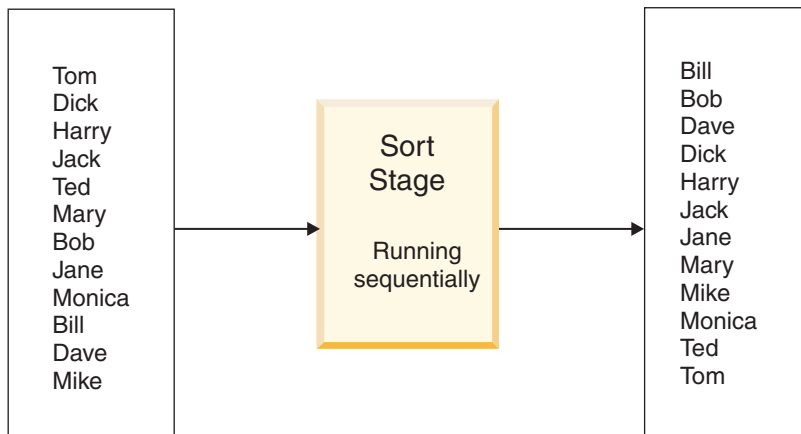 Tom
Dick
Harry
Jack
Ted
Mary
Bob
Jane
Monica
Bill
Dave
Mike
Sort
Stage
Running
sequentially
Bill
Bob
Dave
Dick
Harry
Jack
Jane
Mary
Mike
Monica
Ted
Tom